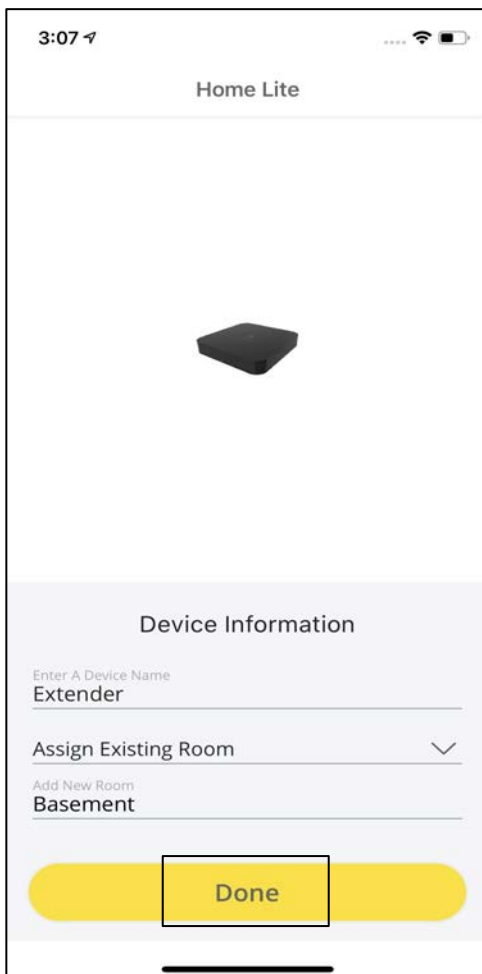 3:07
Home Lite
Device Information
Enter A Device Name
Extender
Assign Existing Room
Add New Room
Basement
Done